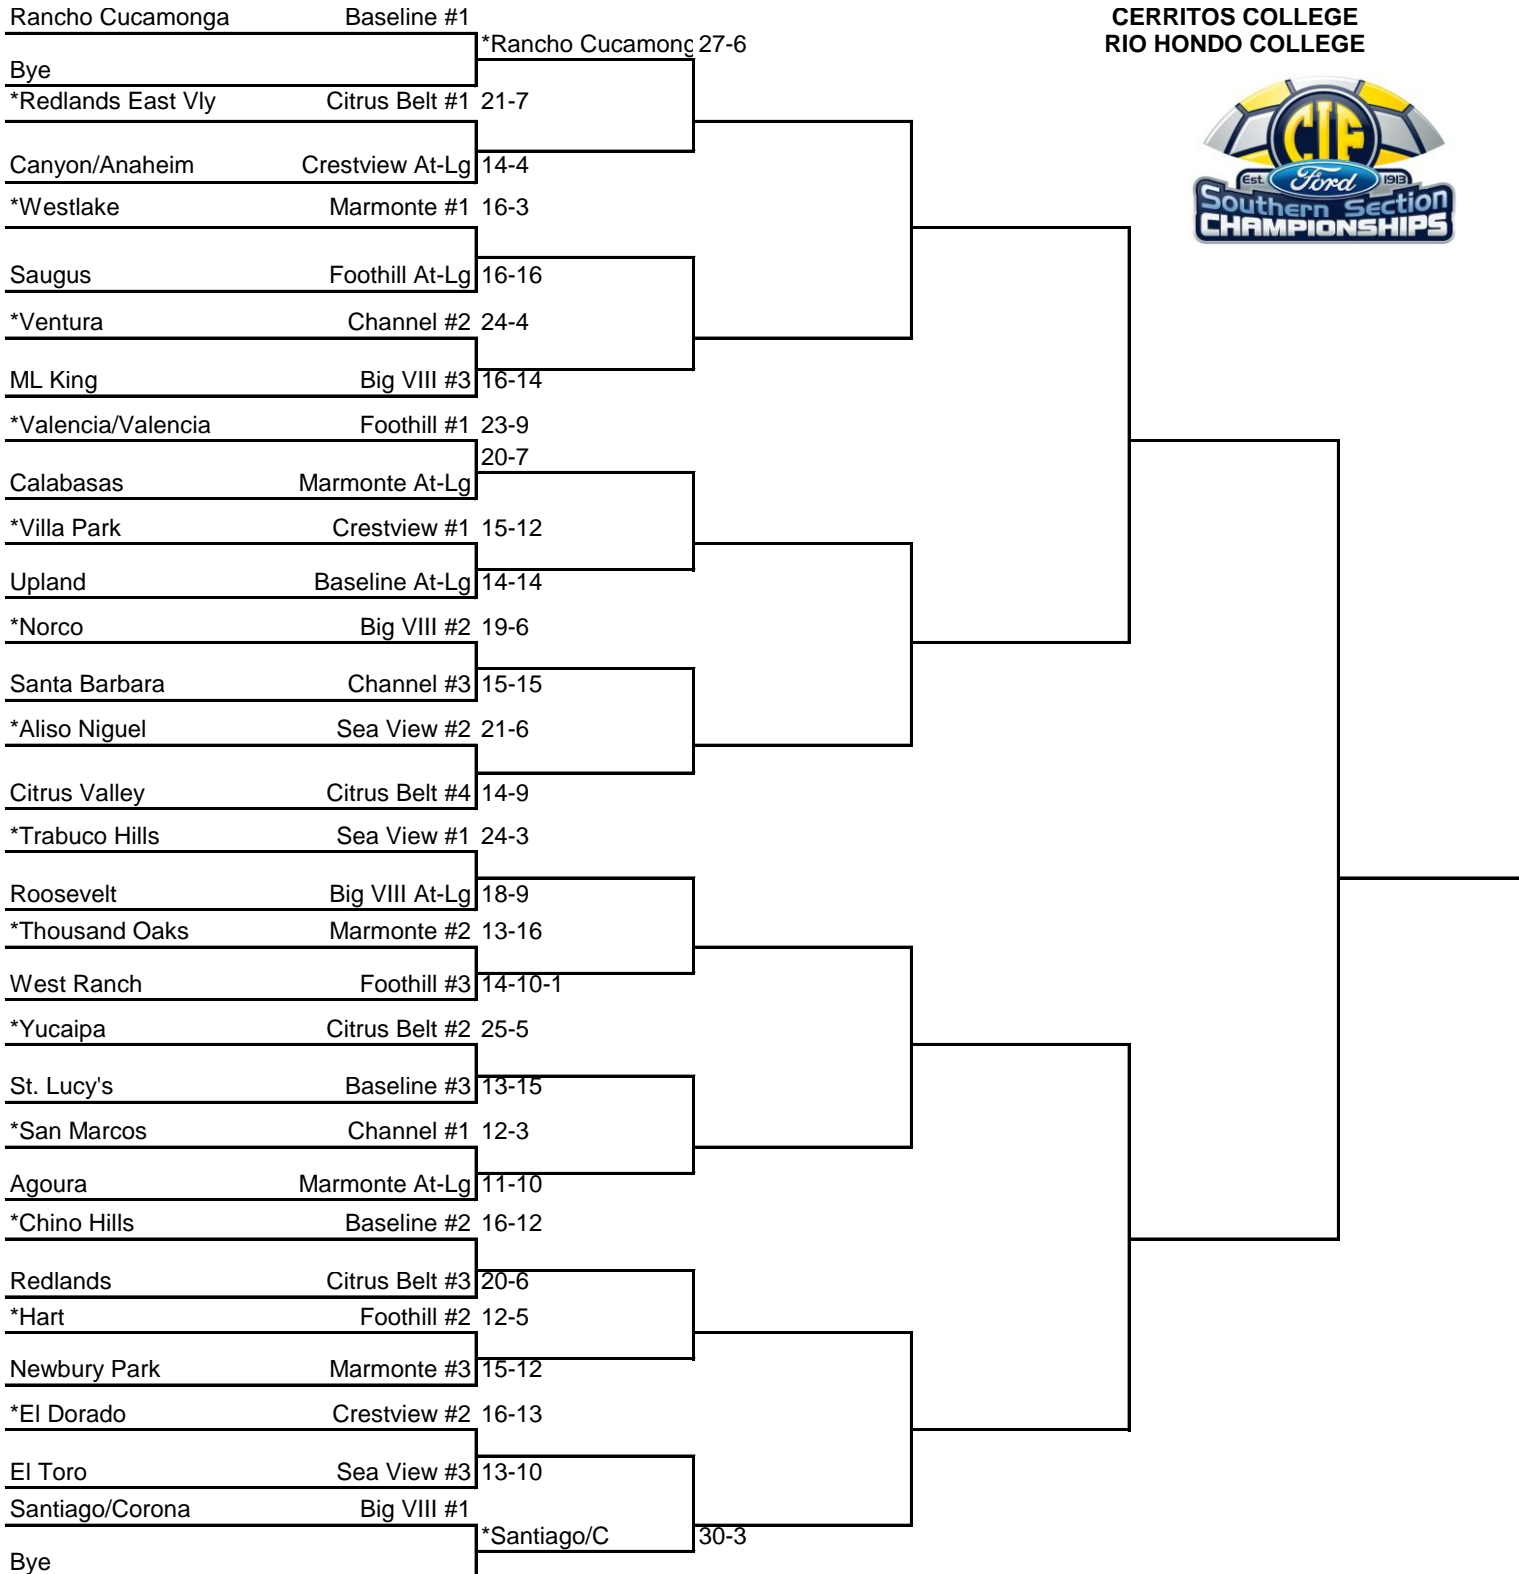 Rancho Cucamonga Baseline #1
CERRITOS COLLEGE
*Rancho Cucamong 27-6
RIO HONDO COLLEGE
Bye
*Redlands East Vly Citrus Belt #1 21-7
Canyon/Anaheim Crestview At-Lg 14-4
CIF
Est. Ford 1913
Southern Section
CHAMPIONSHIPS
*Westlake Marmonte #1 16-3
Saugus Foothill At-Lg 16-16
*Ventura Channel #2 24-4
ML King Big VIII #3 16-14
*Valencia/Valencia Foothill #1 23-9
20-7
Calabasas Marmonte At-Lg
*Villa Park Crestview #1 15-12
Upland Baseline At-Lg 14-14
*Norco Big VIII #2 19-6
Santa Barbara Channel #3 15-15
*Aliso Niguel Sea View #2 21-6
Citrus Valley Citrus Belt #4 14-9
*Trabuco Hills Sea View #1 24-3
Roosevelt Big VIII At-Lg 18-9
*Thousand Oaks Marmonte #2 13-16
West Ranch Foothill #3 14-10-1
*Yucaipa Citrus Belt #2 25-5
St. Lucy's Baseline #3 13-15
*San Marcos Channel #1 12-3
Agoura Marmonte At-Lg 11-10
*Chino Hills Baseline #2 16-12
Redlands Citrus Belt #3 20-6
*Hart Foothill #2 12-5
Newbury Park Marmonte #3 15-12
*El Dorado Crestview #2 16-13
El Toro Sea View #3 13-10
Santiago/Corona Big VIII #1
*Santiago/C 30-3
Bye